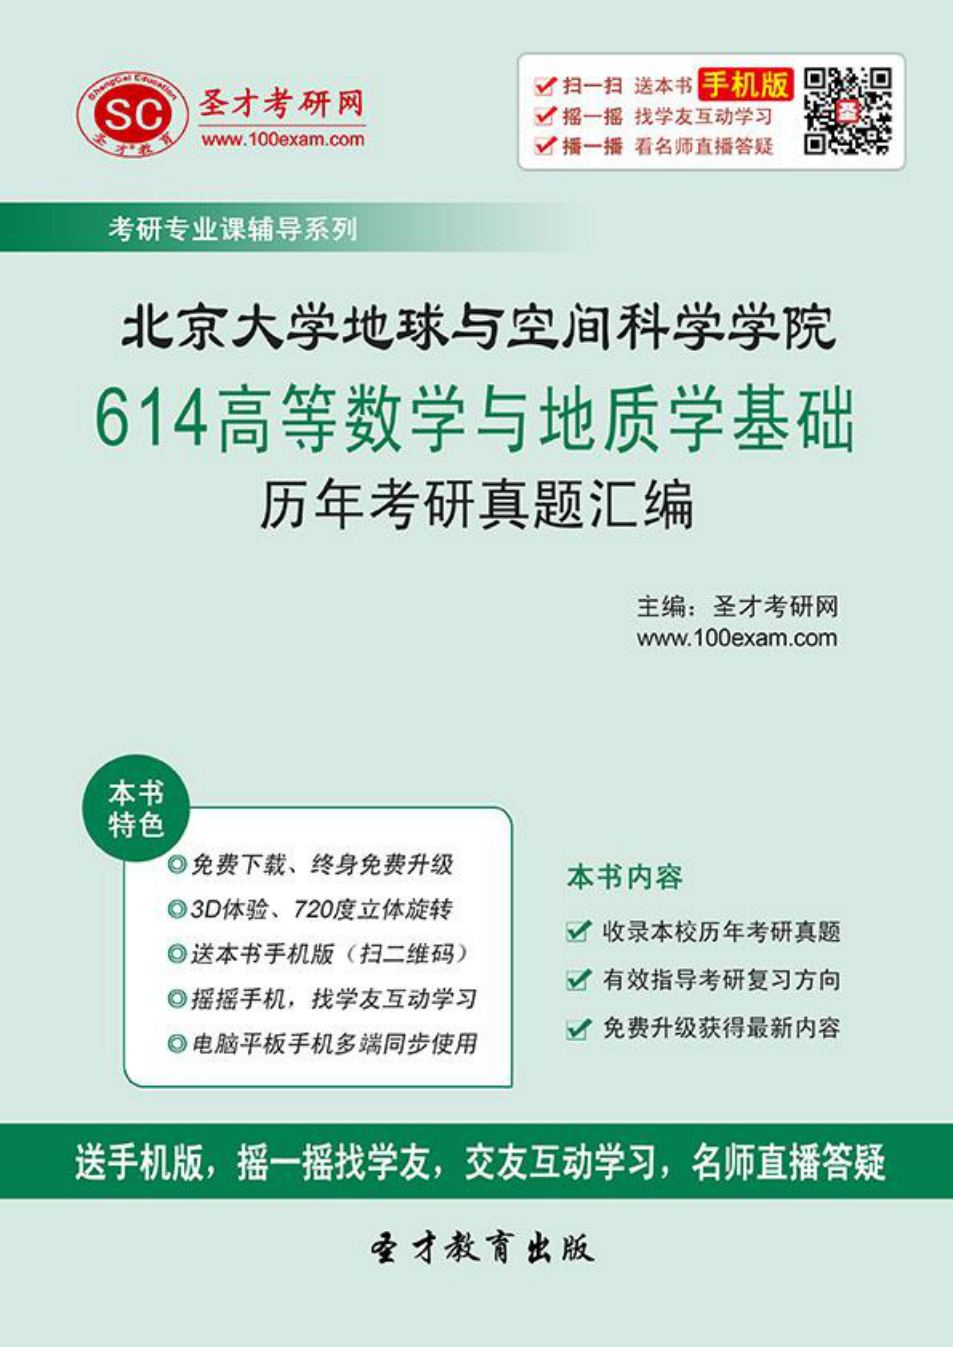 ShengCai Education
SC
圣才教育
圣才考研网
www.100exam.com
扫一扫 送本书 手机版
摇一摇 找学友互动学习
播一播 看名师直播答疑
圣
考研专业课辅导系列
北京大学地球与空间科学学院
614高等数学与地质学基础
历年考研真题汇编
主编：圣才考研网
www.100exam.com
本书
特色
◎免费下载、终身免费升级
◎3D体验、720度立体旋转
◎送本书手机版（扫二维码）
◎摇摇手机，找学友互动学习
◎电脑平板手机多端同步使用
本书内容
收录本校历年考研真题
有效指导考研复习方向
免费升级获得最新内容
送手机版，摇一摇找学友，交友互动学习，名师直播答疑
圣才教育出版